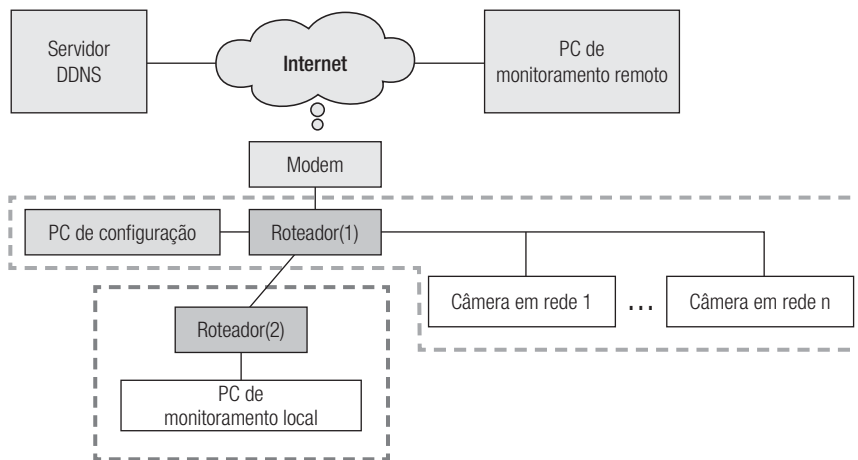 Servidor
DDNS
Internet
PC de
monitoramento remoto
Modem
PC de configuração
Roteador(1)
Câmera em rede 1
...
Câmera em rede n
Roteador(2)
PC de
monitoramento local